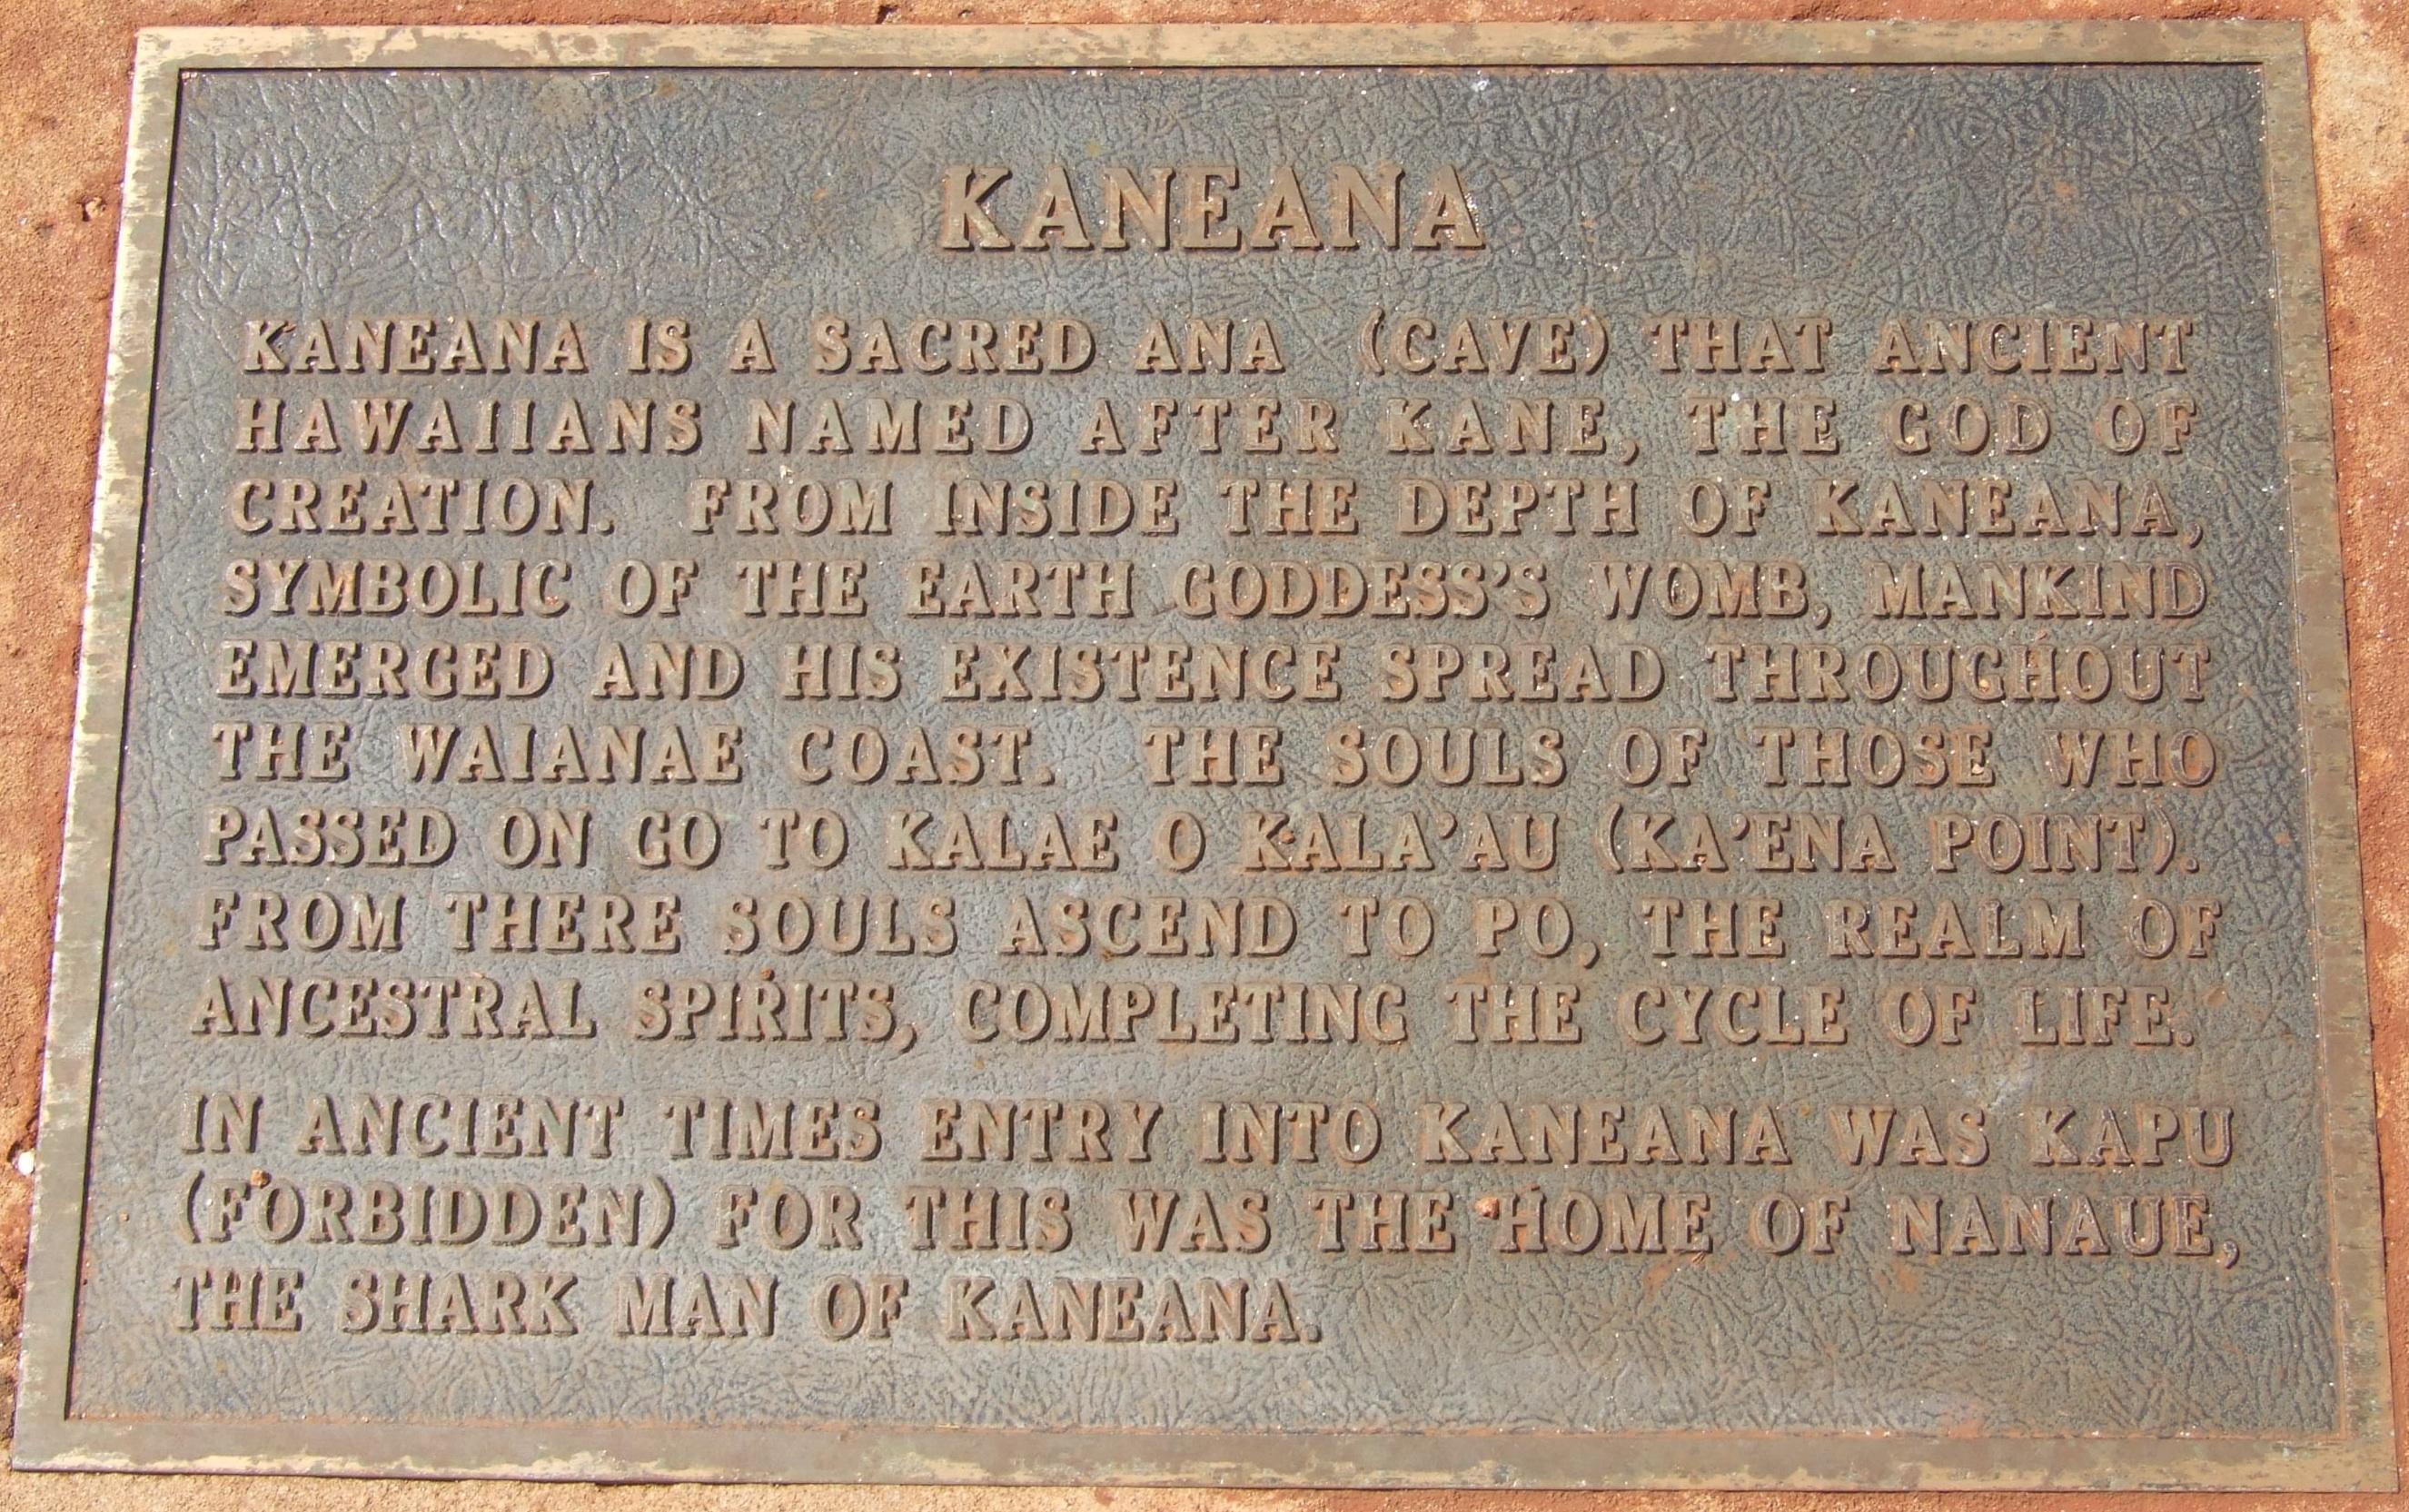 KANEANA
KANEANA IS A SACRED ANA (CAVE) THAT ANCIENT
HAWAIIANS NAMED AFTER KANE, THE GOD OF
CREATION. FROM INSIDE THE DEPTH OF KANEANA,
SYMBOLIC OF THE EARTH GODDESS'S WOMB, MANKIND
EMERGED AND HIS EXISTENCE SPREAD THROUGHOUT
THE WAIANAE COAST. THE SOULS OF THOSE WHO
PASSED ON GO TO KALAE O KALA'AU (KA'ENA POINT).
FROM THERE SOULS ASCEND TO PO, THE REALM OF
ANCESTRAL SPIRITS, COMPLETING THE CYCLE OF LIFE.
IN ANCIENT TIMES ENTRY INTO KANEANA WAS KAPU
(FORBIDDEN) FOR THIS WAS THE HOME OF NANAUE,
THE SHARK MAN OF KANEANA.